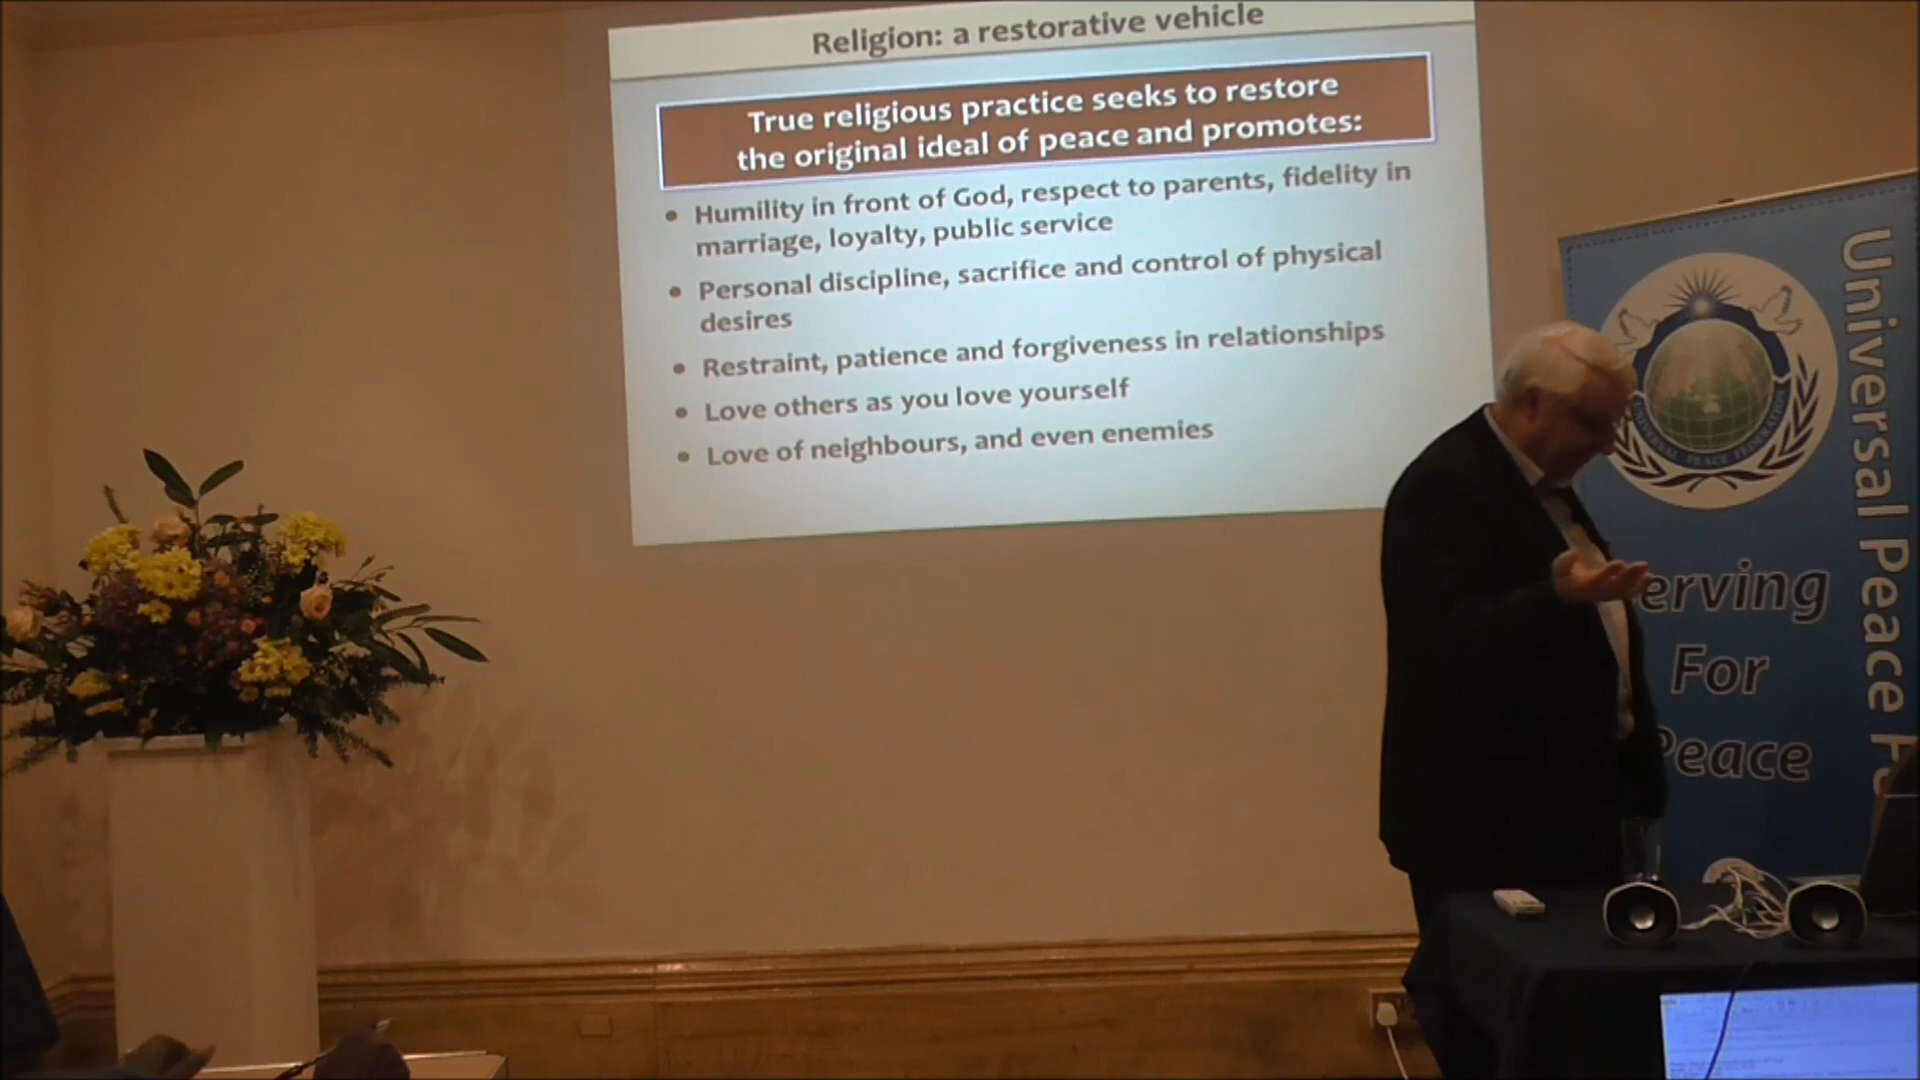 Religion: a restorative vehicle
True religious practice seeks to restore
the original ideal of peace and promotes:
• Humility in front of God, respect to parents, fidelity in
marriage, loyalty, public service
• Personal discipline, sacrifice and control of physical
desires
• Restraint, patience and forgiveness in relationships
• Love others as you love yourself
• Love of neighbours, and even enemies
Universal Peace F
UNIVERSAL PEACE FEDERATION
erving
For
Peace